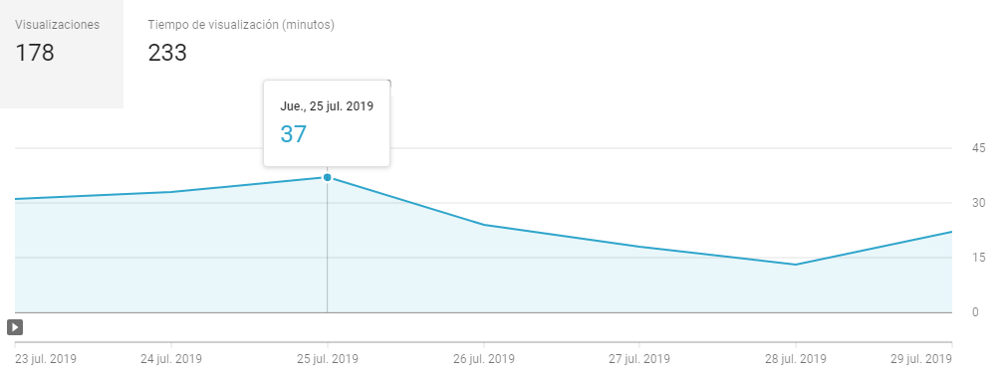 Visualizaciones
178
Tiempo de visualización (minutos)
233
Jue., 25 jul. 2019
37
45
30
15
0
23 jul. 2019
24 jul. 2019
25 jul. 2019
26 jul. 2019
27 jul. 2019
28 jul. 2019
29 jul. 2019